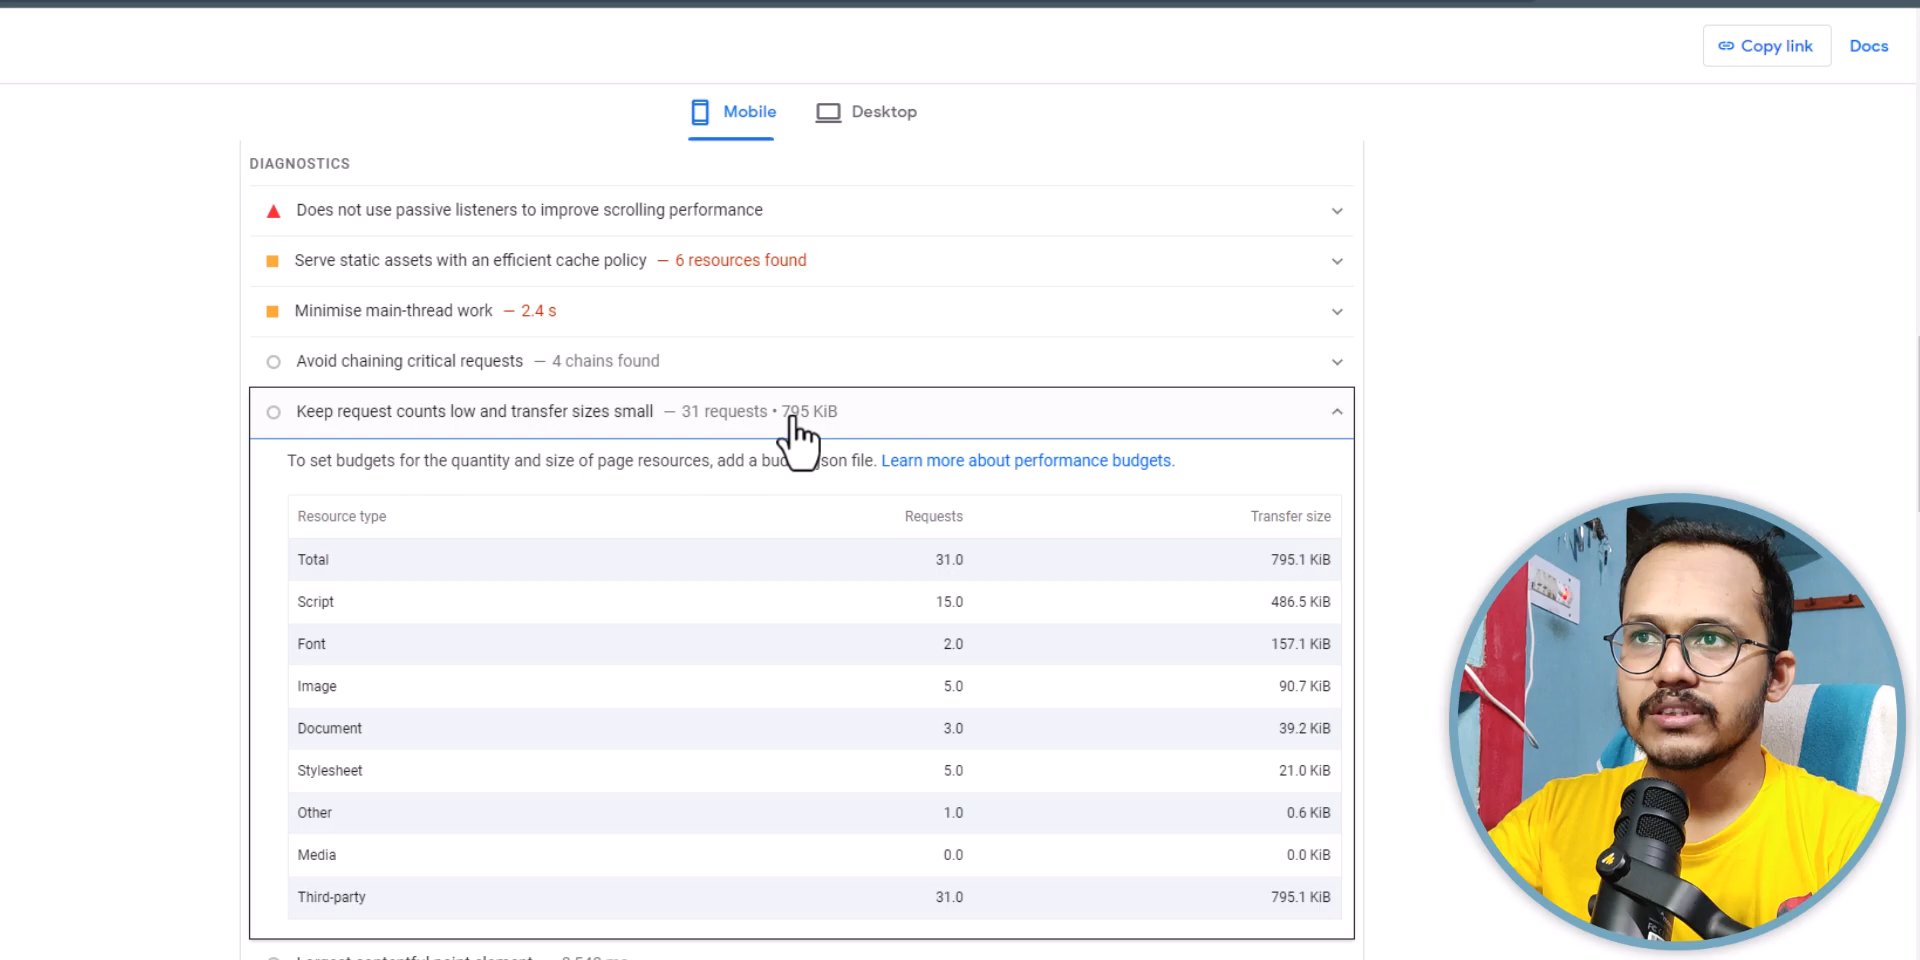 Copy link Docs
Mobile Desktop
DIAGNOSTICS
Does not use passive listeners to improve scrolling performance
Serve static assets with an efficient cache policy — 6 resources found
Minimise main-thread work — 2.4 s
Avoid chaining critical requests — 4 chains found
Keep request counts low and transfer sizes small — 31 requests • 795 KiB
To set budgets for the quantity and size of page resources, add a file. Learn more about performance budgets.
Resource type Requests Transfer size
Total 31.0 795.1 KiB
Script 15.0 486.5 KiB
Font 2.0 157.1 KiB
Image 5.0 90.7 KiB
Document 3.0 39.2 KiB
Stylesheet 5.0 21.0 KiB
Other 1.0 0.6 KiB
Media 0.0 0.0 KiB
Third-party 31.0 795.1 KiB